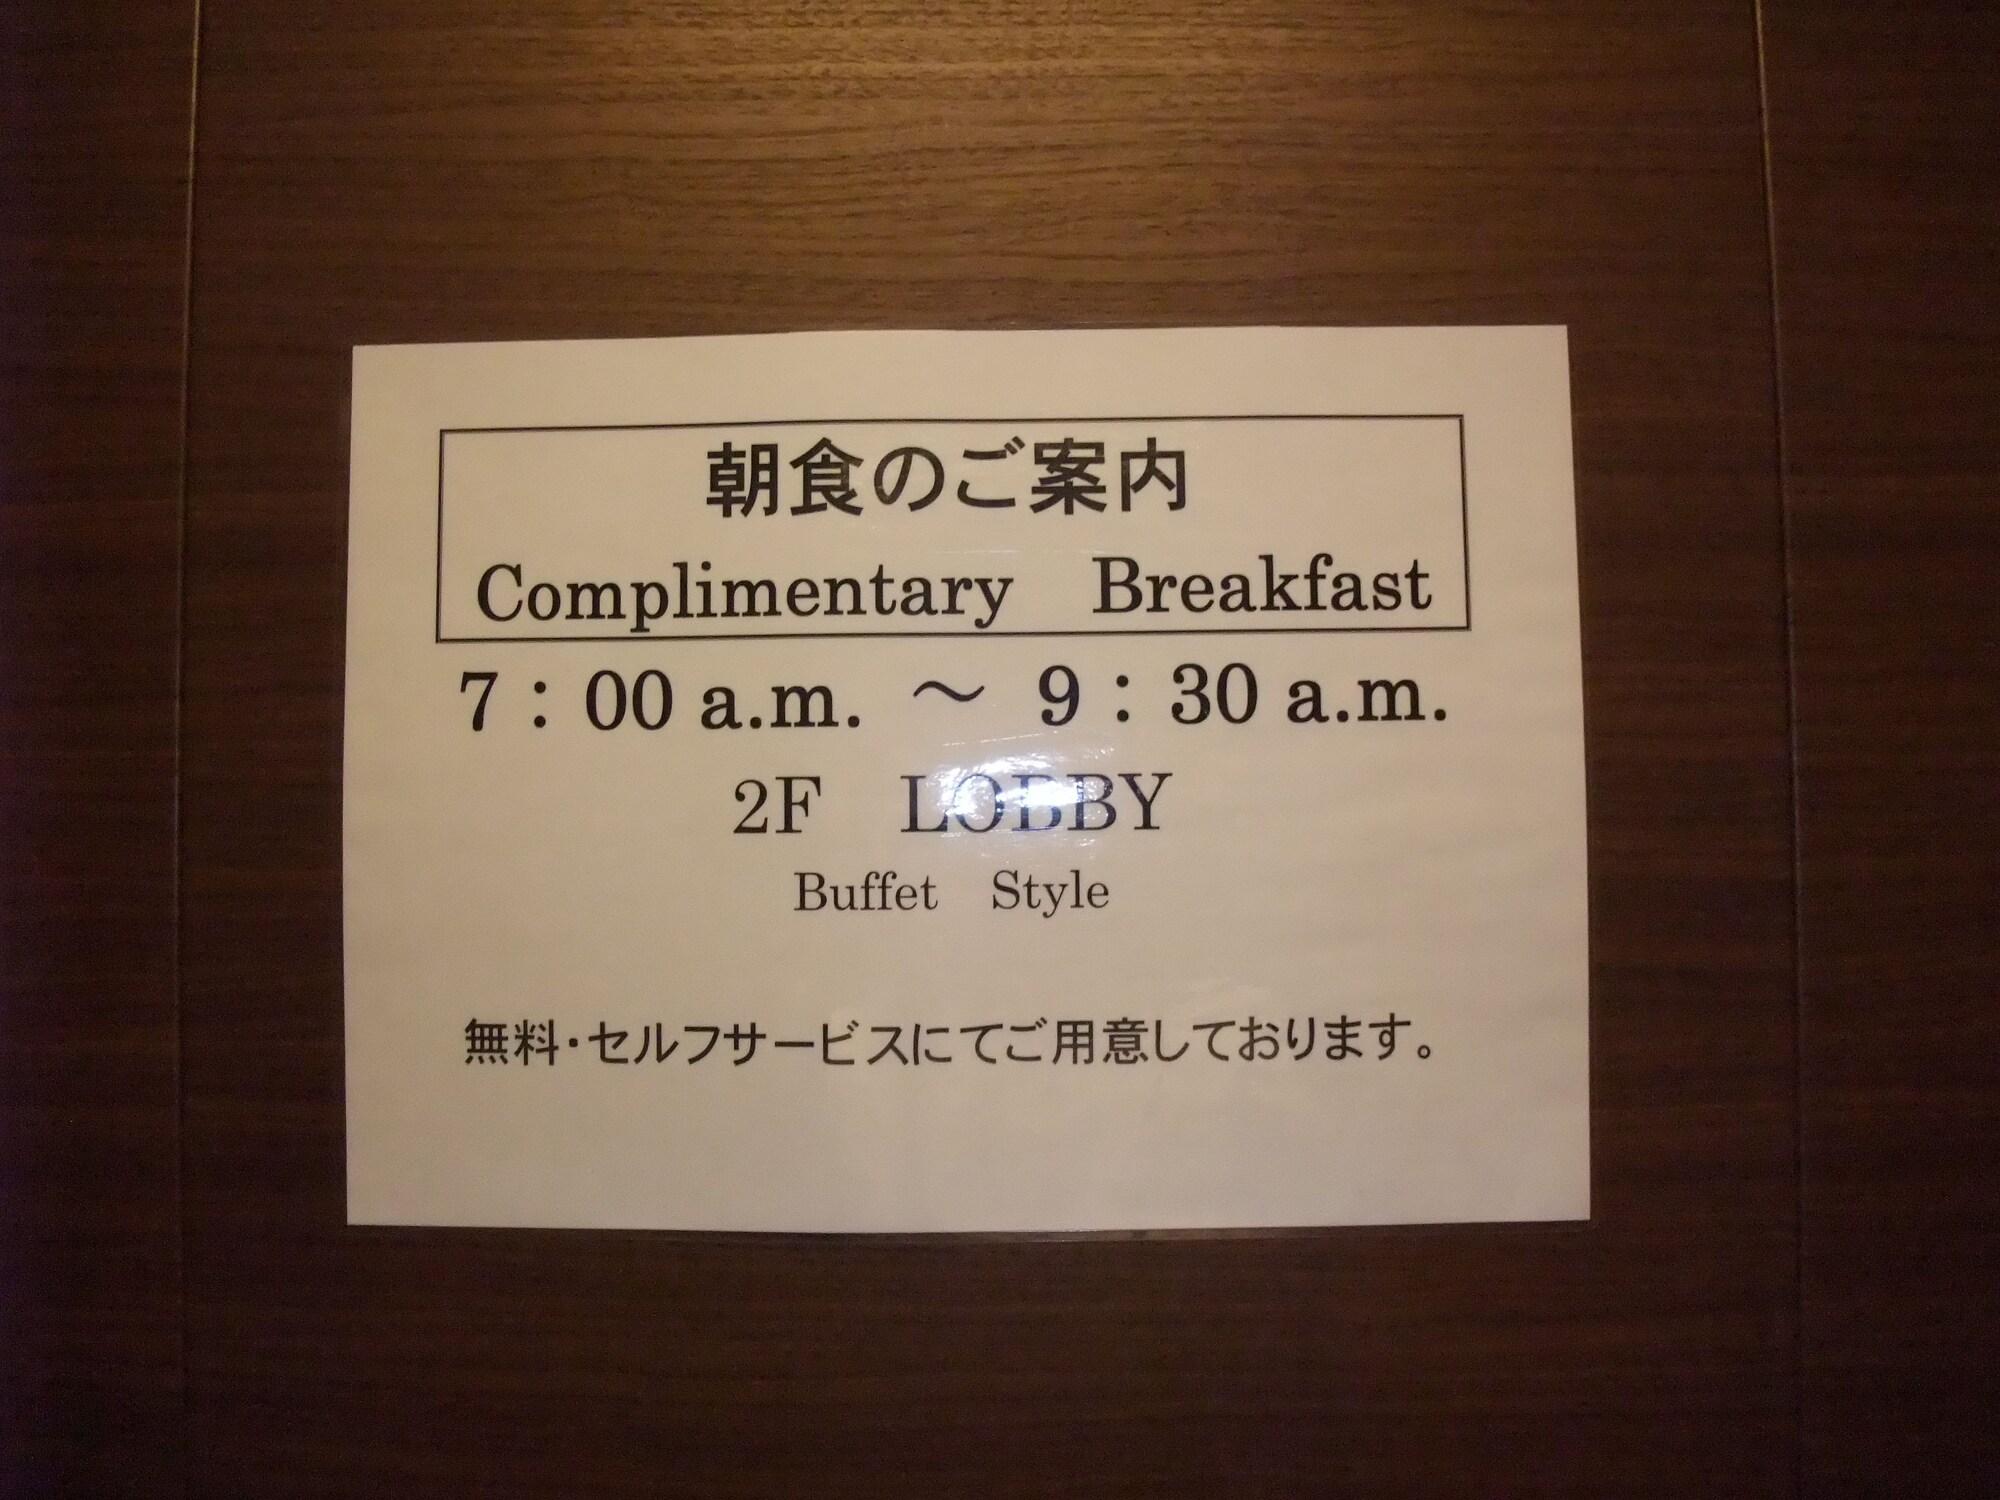 朝食のご案内
Complimentary Breakfast
7：00 a.m. ～ 9：30 a.m.
2F LOBBY
Buffet Style
無料・セルフサービスにてご用意しております。